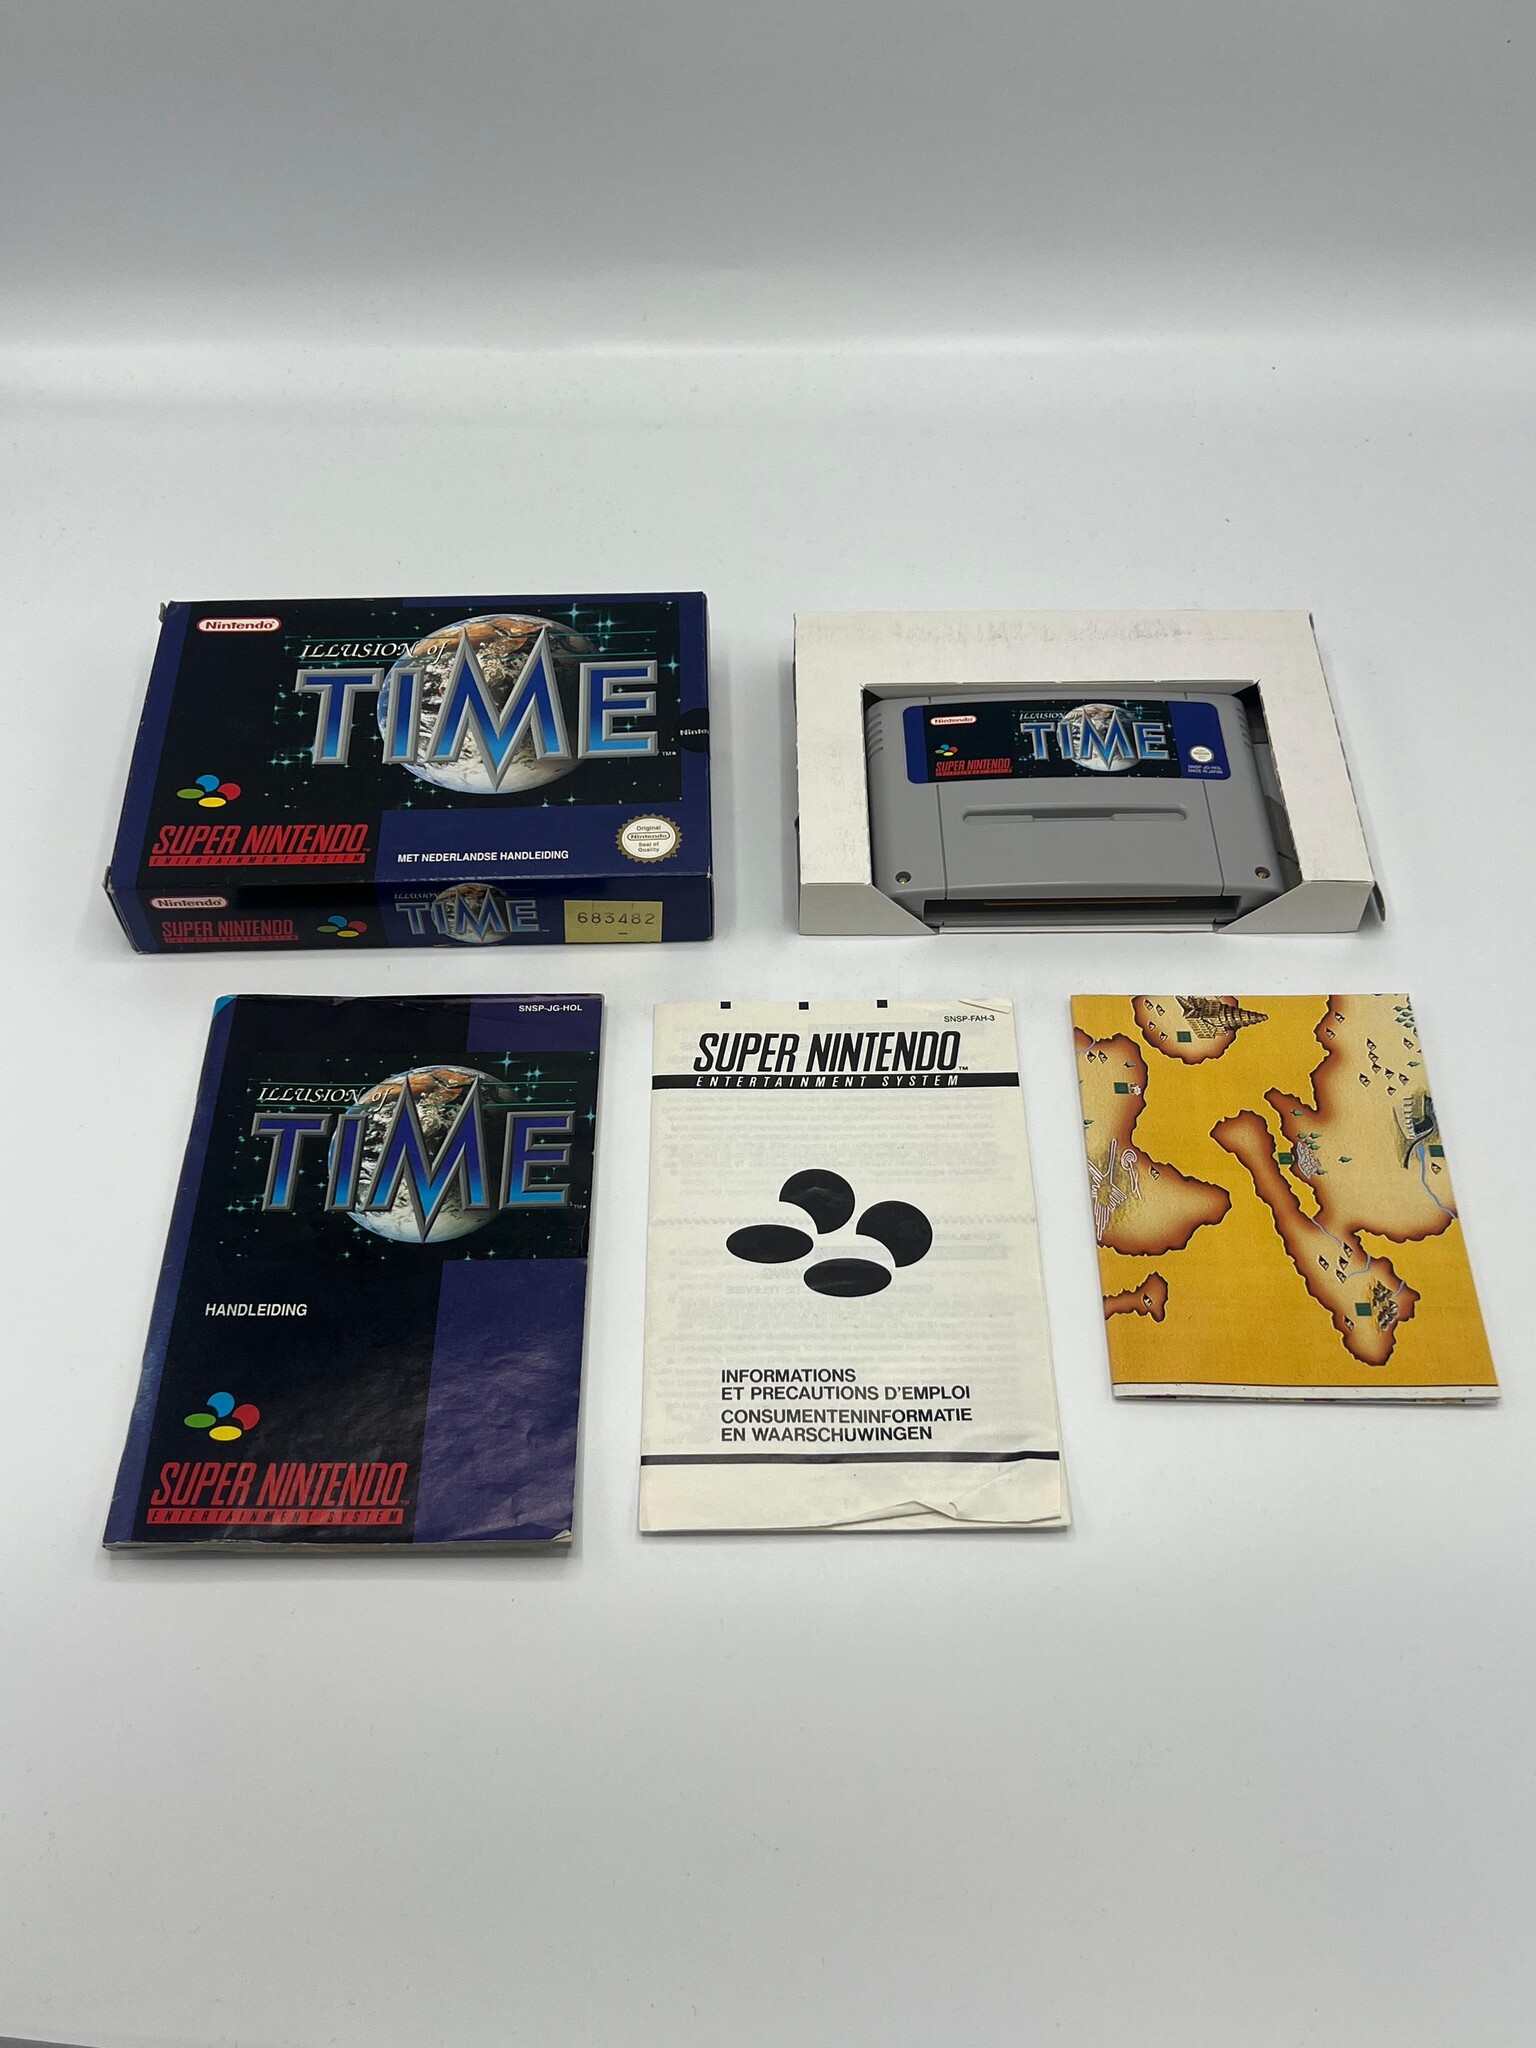 Nintendo
ILLUSION of
TIME
TM
SUPER NINTENDO
ENTERTAINMENT SYSTEM
MET NEDERLANDSE HANDLEIDING
Original
Nintendo
Seal of
Quality
Nintendo
SUPER NINTENDO
ENTERTAINMENT SYSTEM
ILLUSION
TIME
683482
Nintendo
ILLUSION of
TIME
SUPER NINTENDO
ENTERTAINMENT SYSTEM
SNSP-JG-HOL
MADE IN JAPAN
SNSP-JG-HOL
ILLUSION of
TIME
TM
HANDLEIDING
SUPER NINTENDO
ENTERTAINMENT SYSTEM
SNSP-FAH-3
SUPER NINTENDO TM
ENTERTAINMENT SYSTEM
INFORMATIONS
ET PRECAUTIONS D'EMPLOI
CONSUMENTENINFORMATIE
EN WAARSCHUWINGEN